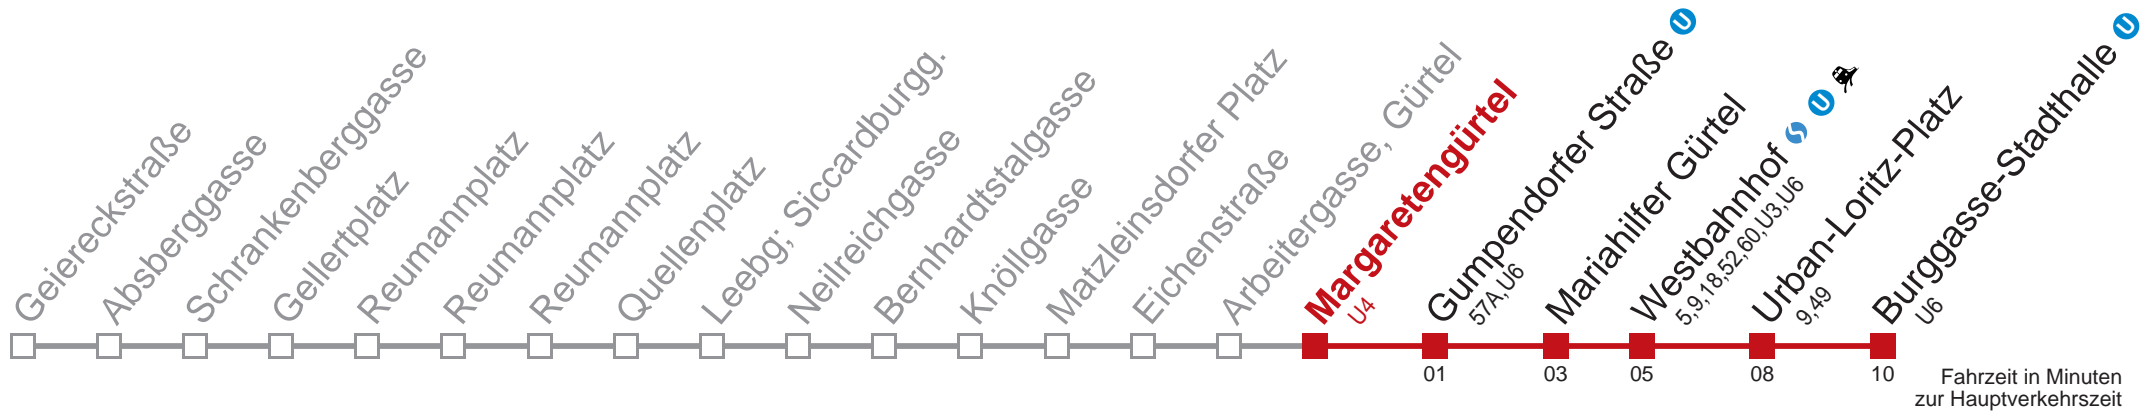 Geiereckstraße
Absberggasse
Schrankenberggasse
Gellertplatz
Reumannplatz
Reumannplatz
Reumannplatz
Quellenplatz
Leebg; Siccardburgg.
Neilreichgasse
Bernhardtstalgasse
Knöllgasse
Matzleinsdorfer Platz
Eichenstraße
Arbeitergasse, Gürtel
Margaretengürtel
U4
Gumpendorfer Straße U
57A, U6
Mariahilfer Gürtel
Westbahnhof S U
5,9,18,52,60,U3,U6
Urban-Loritz-Platz
9,49
Burggasse-Stadthalle U
U6
01
03
05
08
10
Fahrzeit in Minuten
zur Hauptverkehrszeit